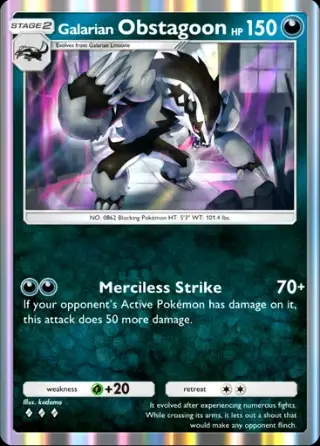 STAGE 2
Galarian Obstagoon HP 150
Evolves from Galarian Linoone
NO. 0862 Blocking Pokémon HT: 5'3" WT: 101.4 lbs.
Merciless Strike 70+
If your opponent's Active Pokémon has damage on it,
this attack does 50 more damage.
weakness +20 retreat
Illus. kodama
It evolved after experiencing numerous fights.
While crossing its arms, it lets out a shout that
would make any opponent flinch.